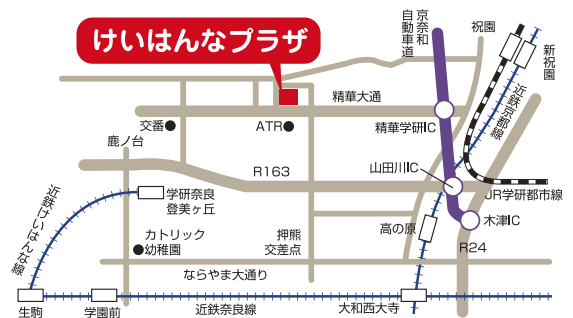 けいはんなプラザ
京奈和
自動車道
祝園
新祝園
近鉄京都線
精華大通
交番
ATR
精華学研IC
鹿ノ台
R163
山田川IC
学研奈良
登美ヶ丘
JR学研都市線
近鉄けいはんな線
カトリック
幼稚園
押熊
交差点
高の原
木津IC
R24
ならやま大通り
生駒
学園前
近鉄奈良線
大和西大寺